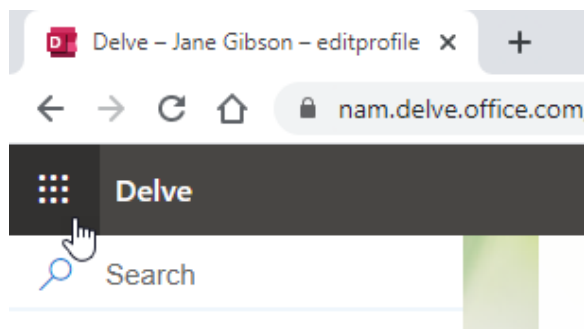 D Delve – Jane Gibson – editprofile
nam.delve.office.com
Delve
Search